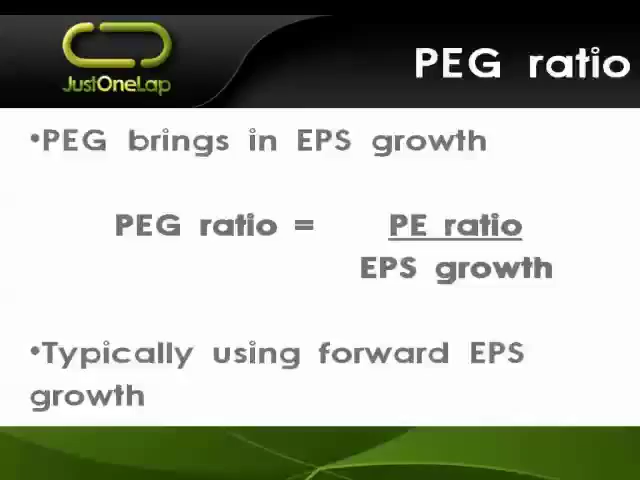 JustOneLap
PEG ratio
•PEG brings in EPS growth
PEG ratio = PE ratio
EPS growth
•Typically using forward EPS
growth